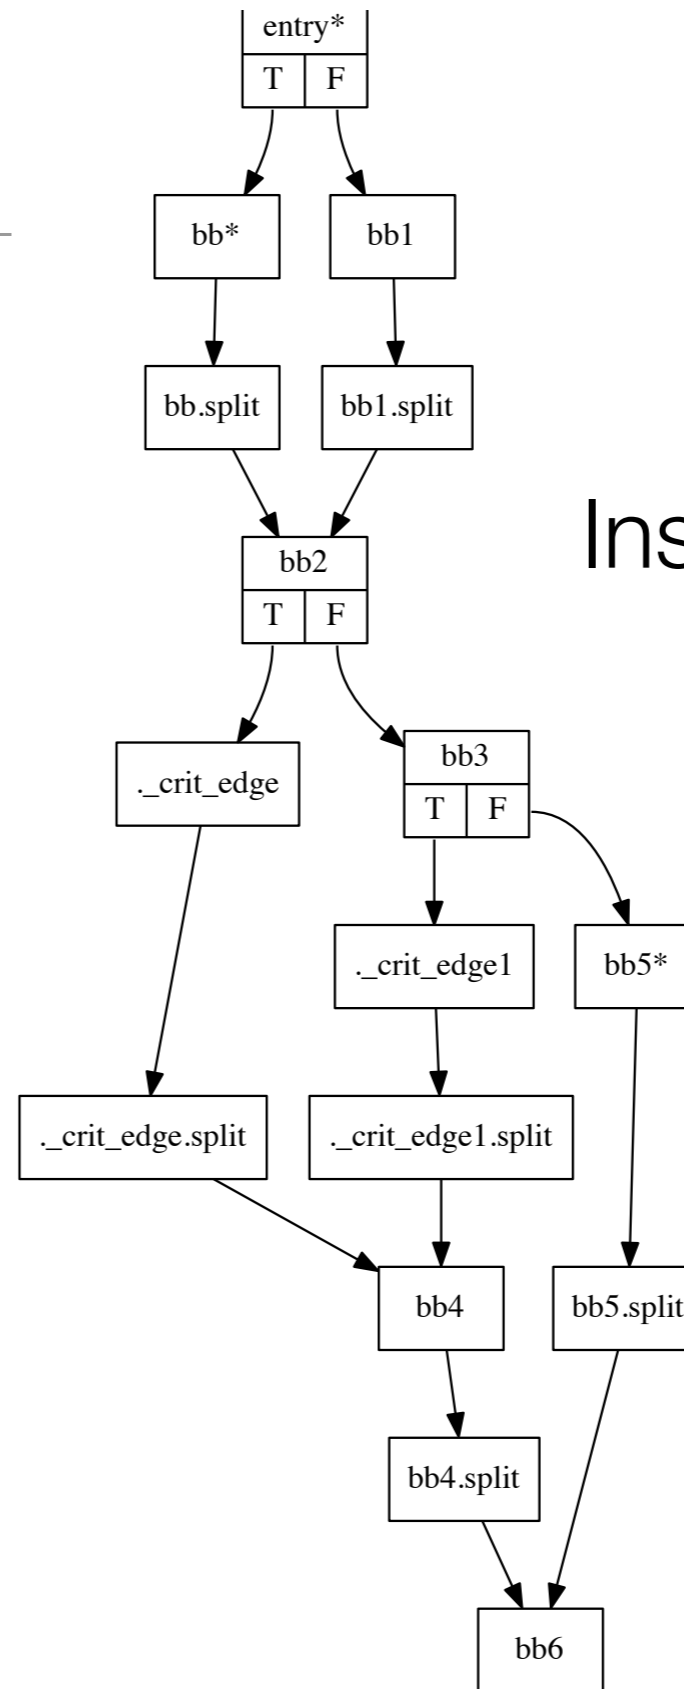 entry*
T F
bb* bb1
bb.split bb1.split
Ins
bb2
T F
._crit_edge
bb3
T F
._crit_edge1 bb5*
._crit_edge.split ._crit_edge1.split
bb4 bb5.split
bb4.split
bb6